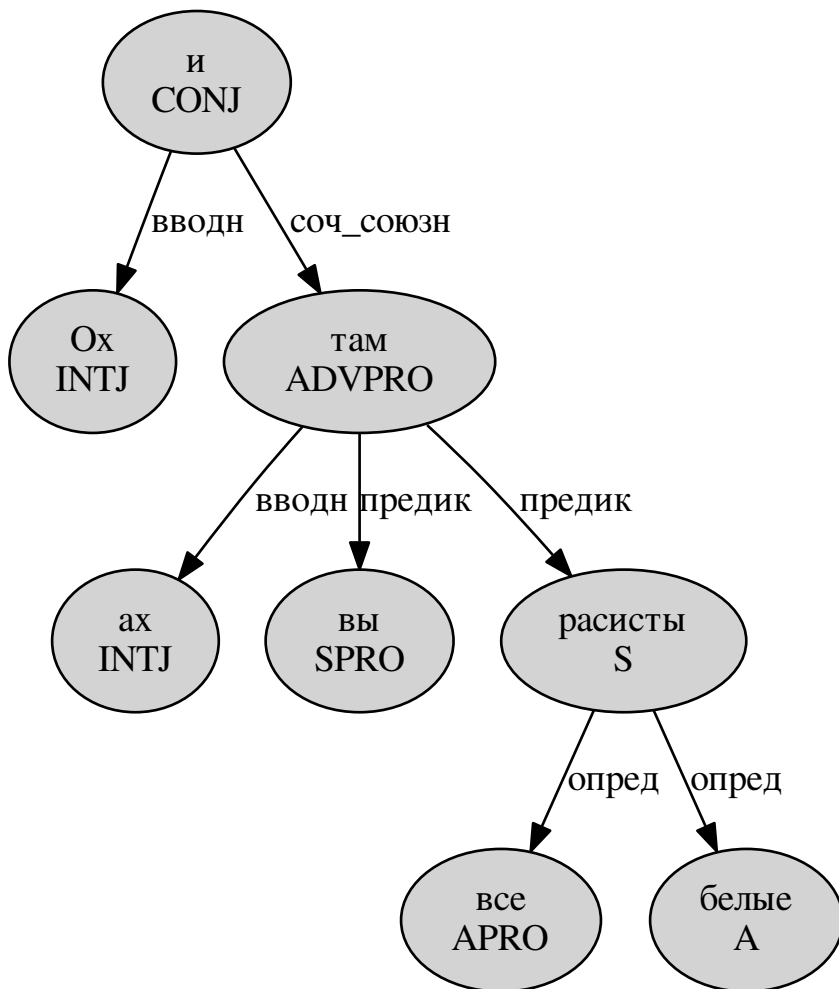 и
CONJ
вводн
соч_союзн
Ох
INTJ
там
ADVPRO
вводн
предик
предик
ах
INTJ
вы
SPRO
расисты
S
опред
опред
все
APRO
белые
A